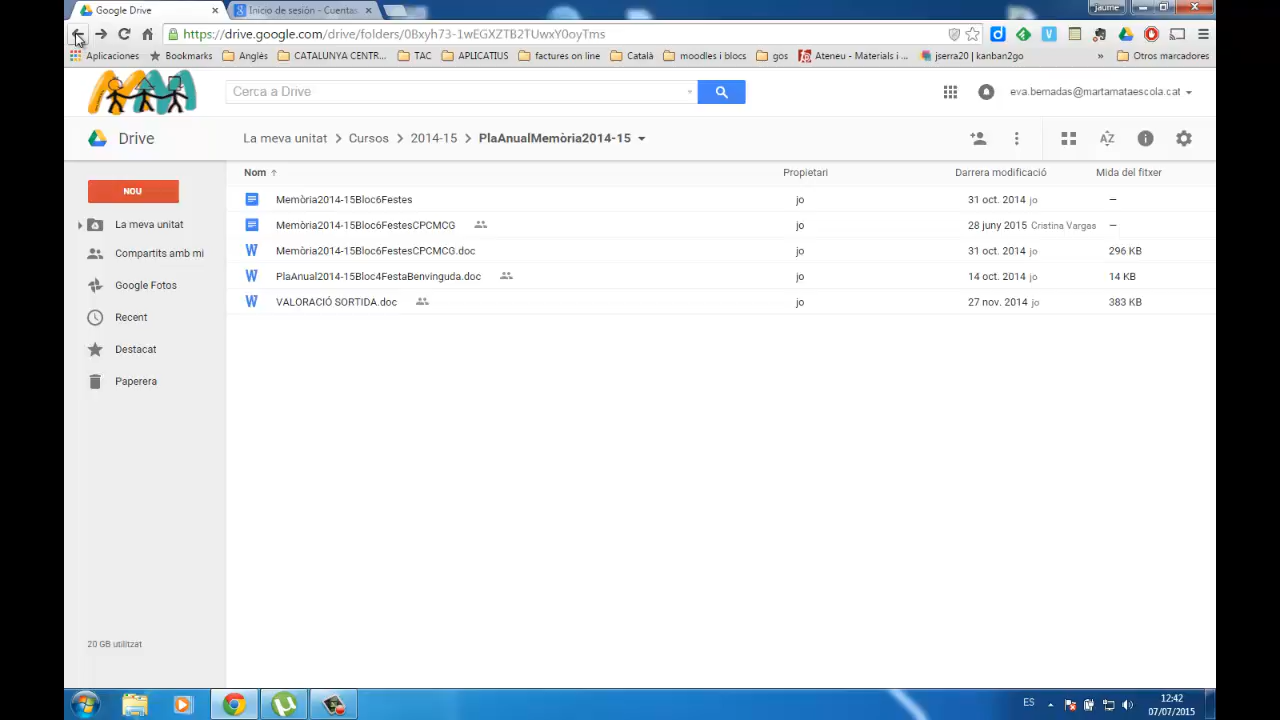 Google Drive
Inicio de sesión - Cuentas
jaume
https://drive.google.com/drive/folders/0Bxyh73-1wEGXZTB2TUwxY0oyTms
Aplicaciones
Bookmarks
Anglès
CATALUNYA CENTR...
TAC
APLICATIUS
factures on line
Català
moodles i blocs
gos
Ateneu - Materials i ...
jserra20 | kanban2go
»
Otros marcadores
Cerca a Drive
eva.bernadas@martamataescola.cat
Drive
La meva unitat > Cursos > 2014-15 > PlaAnualMemòria2014-15
NOU
La meva unitat
Compartits amb mi
Google Fotos
Recent
Destacat
Paperera
20 GB utilitzat
Nom Propietari Darrera modificació Mida del fitxer
Memòria2014-15Bloc6Festes jo 31 oct. 2014 jo —
Memòria2014-15Bloc6FestesCPCMCG jo 28 juny 2015 Cristina Vargas —
Memòria2014-15Bloc6FestesCPCMCG.doc jo 31 oct. 2014 jo 296 KB
PlaAnual2014-15Bloc4FestaBenvinguda.doc jo 14 oct. 2014 jo 14 KB
VALORACIÓ SORTIDA.doc jo 27 nov. 2014 jo 383 KB
ES
12:42
07/07/2015